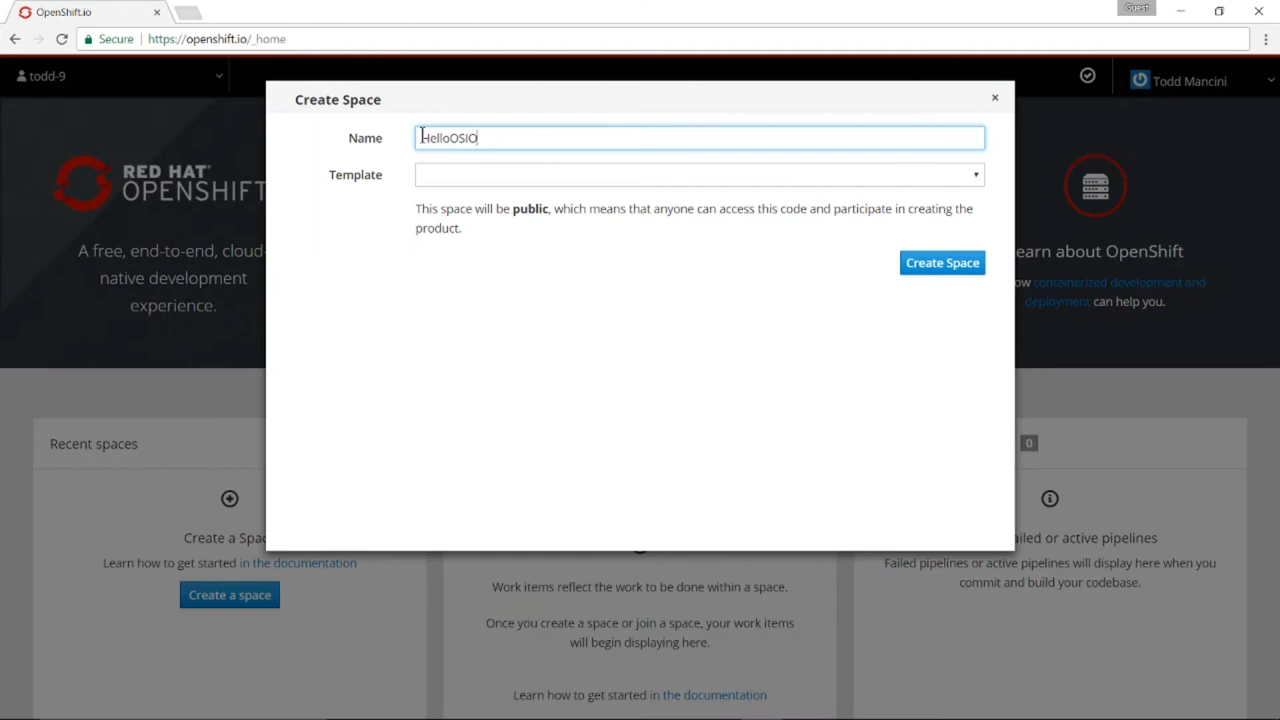 OpenShift.io
Guest
Secure
https://openshift.io/_home
todd-9
Todd Mancini
Create Space
Name
HelloOSIO
Template
This space will be public, which means that anyone can access this code and participate in creating the
product.
Create Space
RED HAT
OPENSHIFT
A free, end-to-end, cloud-
native development
experience.
earn about OpenShift
ow containerized development and
deployment can help you.
Recent spaces
0
Create a Spac
Learn how to get started in the documentation
Create a space
Work items reflect the work to be done within a space.
Once you create a space or join a space, your work items
will begin displaying here.
Learn how to get started in the documentation
ailed or active pipelines
Failed pipelines or active pipelines will display here when you
commit and build your codebase.